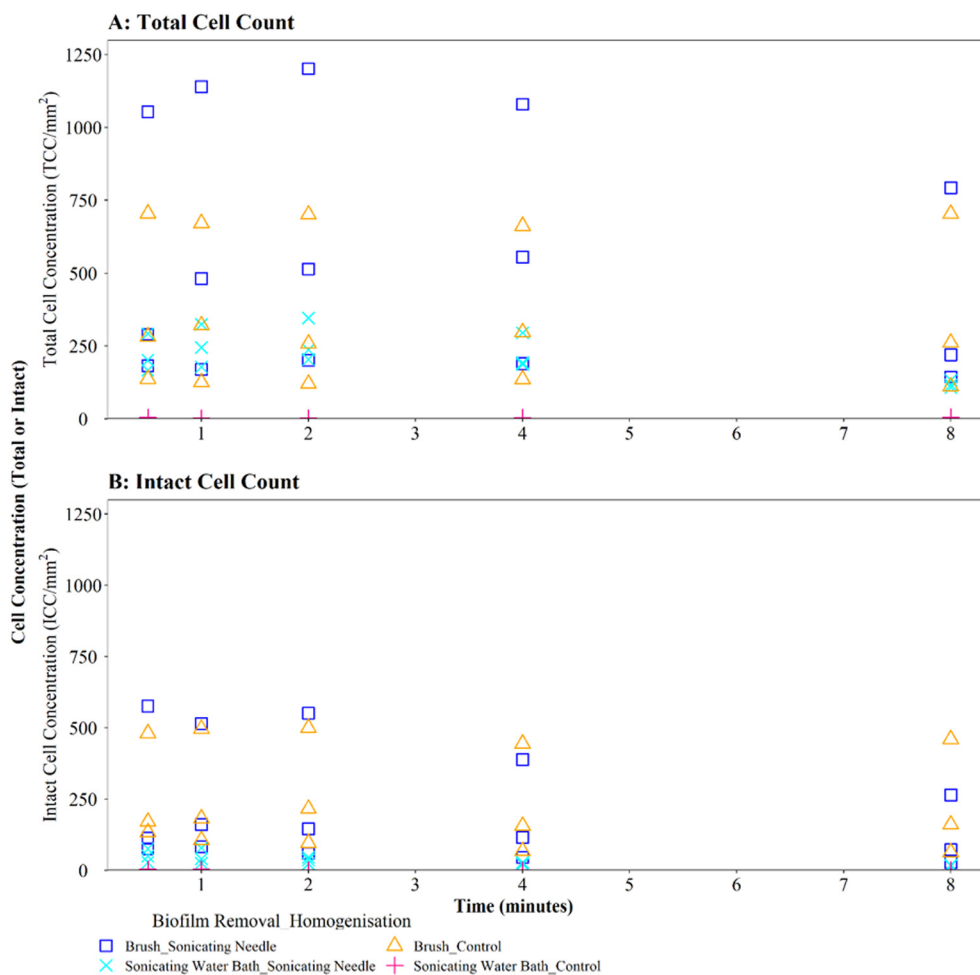 A: Total Cell Count
Cell Concentration (Total or Intact)
Total Cell Concentration (TCC/mm²)
1250
1000
750
500
250
0
1 2 3 4 5 6 7 8
B: Intact Cell Count
Intact Cell Concentration (ICC/mm²)
1250
1000
750
500
250
0
1 2 3 4 5 6 7 8
Time (minutes)
Biofilm Removal_Homogenisation
Brush_Sonicating Needle Brush_Control
Sonicating Water Bath_Sonicating Needle Sonicating Water Bath_Control